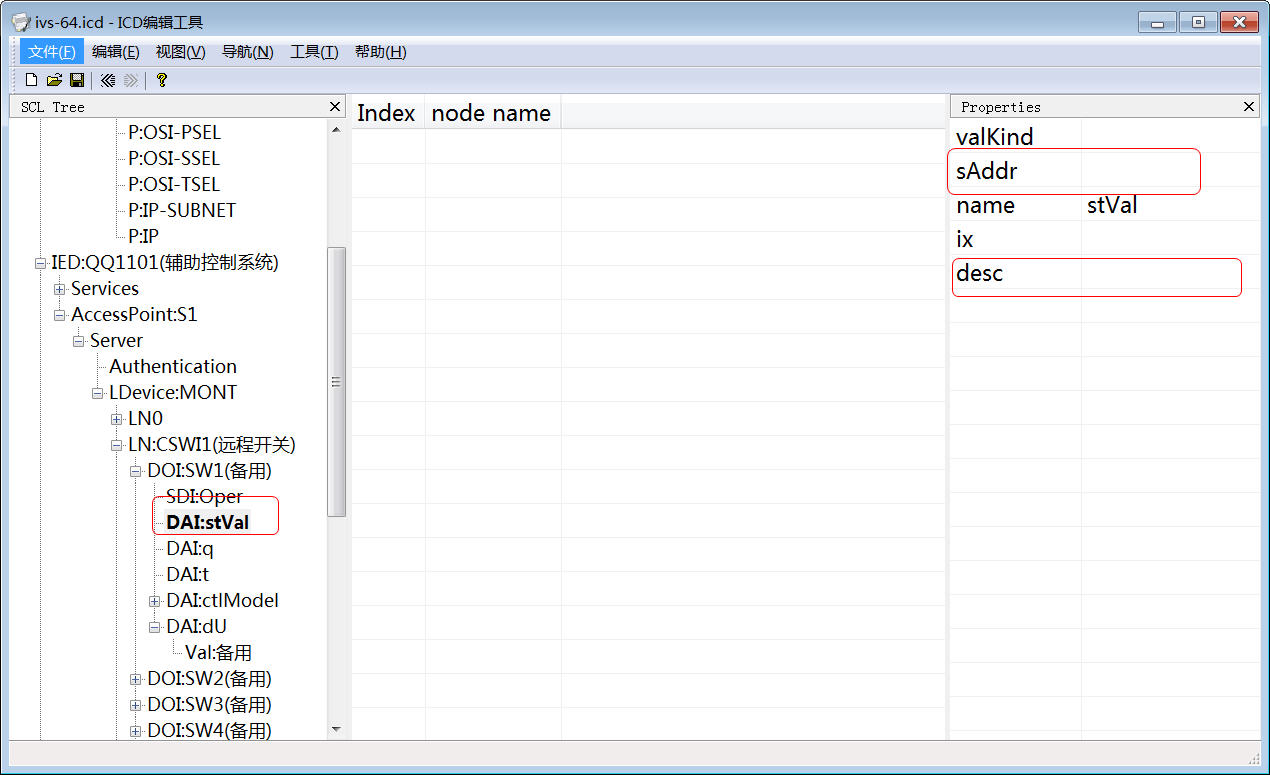 ivs-64.icd - ICD编辑工具
文件(F) 编辑(E) 视图(V) 导航(N) 工具(T) 帮助(H)
SCL Tree
P:OSI-PSEL
P:OSI-SSEL
P:OSI-TSEL
P:IP-SUBNET
P:IP
IED:QQ1101(辅助控制系统)
Services
AccessPoint:S1
Server
Authentication
LDevice:MONT
LN0
LN:CSWI1(远程开关)
DOI:SW1(备用)
SDI:Oper
DAI:stVal
DAI:q
DAI:t
DAI:ctlModel
DAI:dU
Val:备用
DOI:SW2(备用)
DOI:SW3(备用)
DOI:SW4(备用)
Index node name
Properties
valKind
sAddr
name stVal
ix
desc